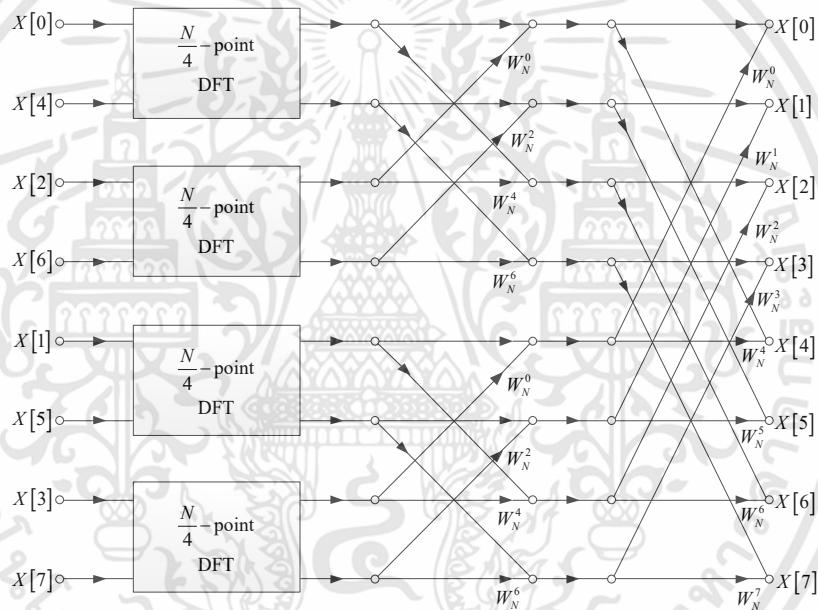 X[0]
N/4 – point
DFT
W_N^0
X[0]
W_N^0
X[4]
W_N^2
X[1]
W_N^1
X[2]
N/4 – point
DFT
W_N^4
X[2]
W_N^2
X[6]
W_N^6
X[3]
W_N^3
X[1]
N/4 – point
DFT
W_N^0
X[4]
W_N^4
X[5]
W_N^2
X[5]
W_N^5
X[3]
N/4 – point
DFT
W_N^4
X[6]
W_N^6
X[7]
W_N^6
X[7]
W_N^7